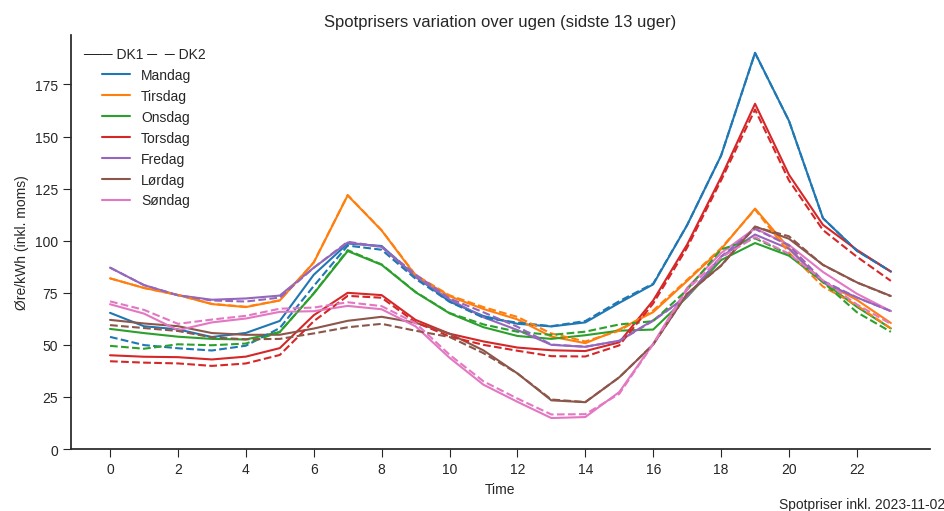 Spotprisers variation over ugen (sidste 13 uger)
DK1 DK2
Mandag
Tirsdag
Onsdag
Torsdag
Fredag
Lørdag
Søndag
Øre/kWh (inkl. moms)
175
150
125
100
75
50
25
0
0 2 4 6 8 10 12 14 16 18 20 22
Time
Spotpriser inkl. 2023-11-02